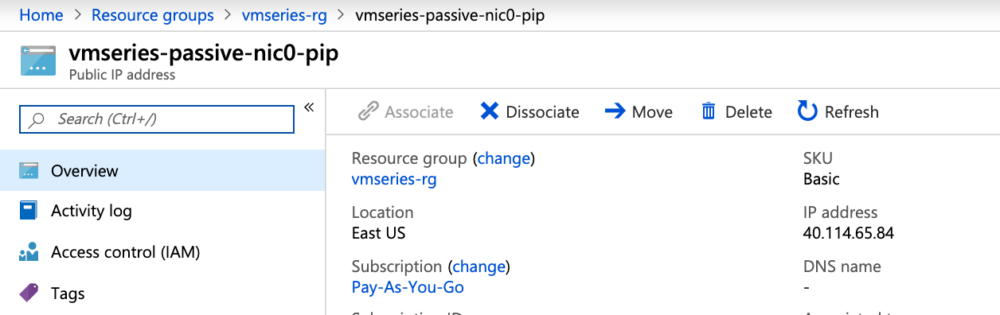 Home > Resource groups > vmseries-rg > vmseries-passive-nic0-pip
vmseries-passive-nic0-pip
Public IP address
Search (Ctrl+/)
«
Overview
Activity log
Access control (IAM)
Tags
Associate Dissociate Move Delete Refresh
Resource group (change)
vmseries-rg
Location
East US
Subscription (change)
Pay-As-You-Go
SKU
Basic
IP address
40.114.65.84
DNS name
-